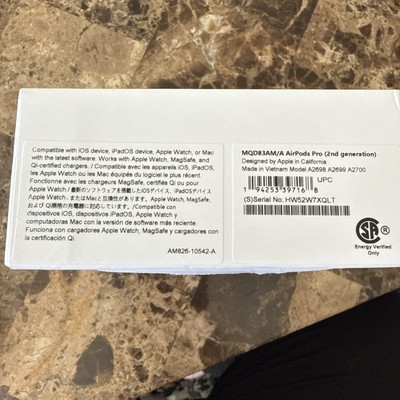 Compatible with iOS device, iPadOS device, Apple Watch, or Mac
with the latest software: Works with Apple Watch, MagSafe, and
Qi-certified chargers. / Compatible avec les appareils iOS, iPadOS,
Apple Watch ou Mac équipés du logiciel le plus récent.
Fonctionne avec les chargeurs MagSafe, certifiés Qi ou pour
Apple Watch / 最新のソフトウェアを搭載したiOSデバイス、iPadOSデバイス
Apple Watch、またはMacと互換性があります。Apple Watch、MagSafe、
および Qi規格の充電器に対応しています。/Compatible con
dispositivos iOS, dispositivos iPadOS, Apple Watch o
Mac con el software más reciente.
Funciona con cargadores Apple Watch, MagSafe y cargadores con
la certificación Qi.
AM826-10542-A
MQD83AM/A AirPods Pro (2nd generation)
Designed by Apple in California
Made in Vietnam Model A2698 A2699 A2700
1 94253 39716 8
UPC
(S)Serial No. HW52W7XQLT
SA
Energy Verified
Only